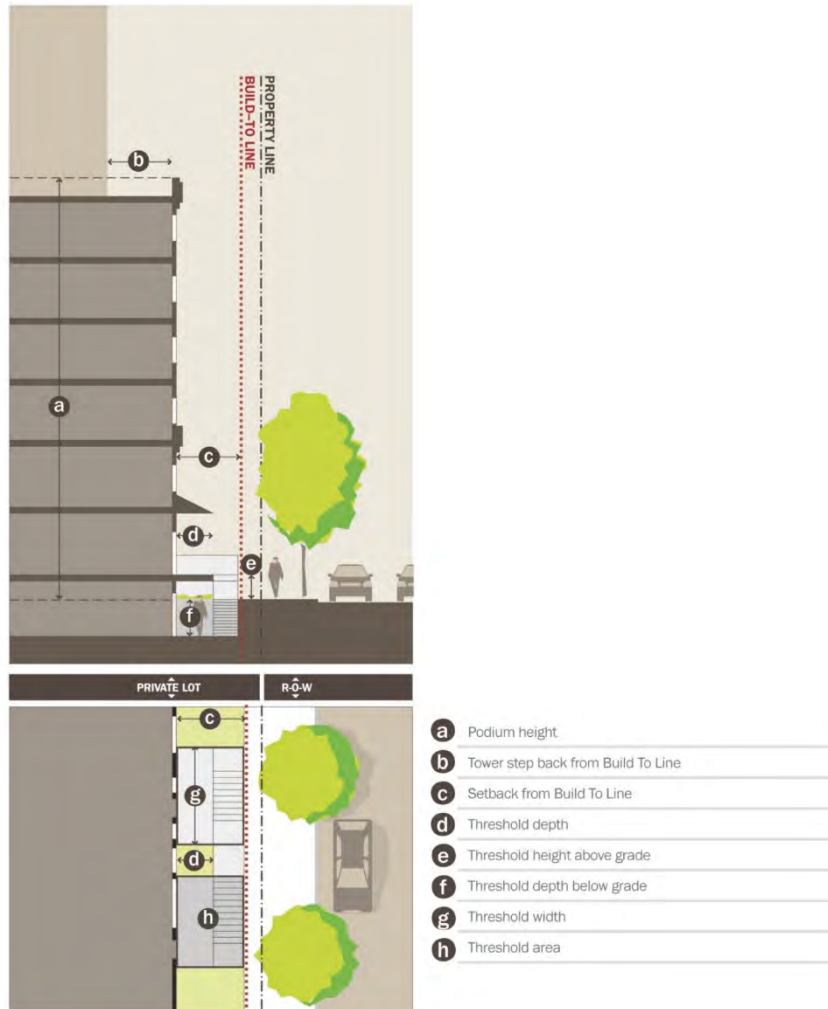 PROPERTY LINE
BUILD-TO LINE
b
a
c
d
e
f
PRIVATE LOT
R-O-W
c
g
d
h
a Podium height
b Tower step back from Build To Line
c Setback from Build To Line
d Threshold depth
e Threshold height above grade
f Threshold depth below grade
g Threshold width
h Threshold area